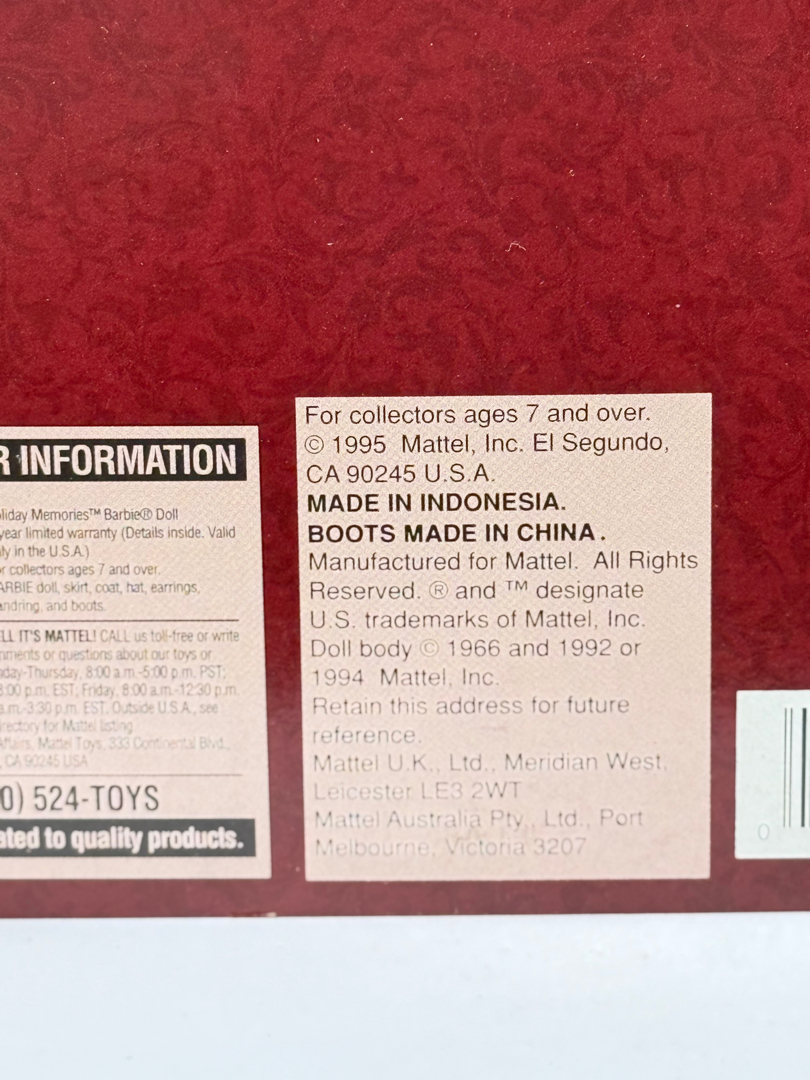 R INFORMATION
liday Memories™ Barbie® Doll
year limited warranty (Details inside. Valid
ly in the U.S.A.)
r collectors ages 7 and over.
ARBIE doll, skirt, coat, hat, earrings,
andring, and boots.
LL IT'S MATTEL! CALL us toll-free or write
mments or questions about our toys or
day-Thursday, 8:00 a.m.-5:00 p.m. PST;
8:00 p.m. EST; Friday, 8:00 a.m.-12:30 p.m.
a.m.-3:30 p.m. EST. Outside U.S.A., see
irectory for Mattel listing.
Affairs, Mattel Toys, 333 Continental Blvd.,
, CA 90245 USA
0) 524-TOYS
ated to quality products.
For collectors ages 7 and over.
© 1995 Mattel, Inc. El Segundo,
CA 90245 U.S.A.
MADE IN INDONESIA.
BOOTS MADE IN CHINA.
Manufactured for Mattel. All Rights
Reserved. ® and ™ designate
U.S. trademarks of Mattel, Inc.
Doll body © 1966 and 1992 or
1994 Mattel, Inc.
Retain this address for future
reference.
Mattel U.K., Ltd., Meridian West,
Leicester LE3 2WT
Mattel Australia Pty., Ltd., Port
Melbourne, Victoria 3207
0